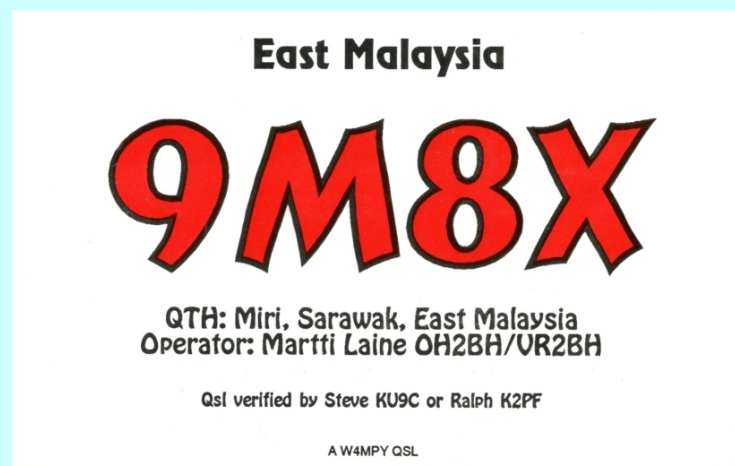 East Malaysia
9M8X
QTH: Miri, Sarawak, East Malaysia
Operator: Martti Laine OH2BH/VR2BH
Qsl verified by Steve KU9C or Ralph K2PF
A W4MPY QSL